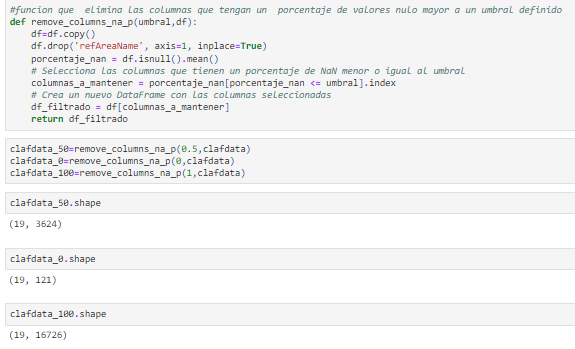 #funcion que  elimina las columnas que tengan un  porcentaje de valores nulo mayor a un umbral definido
def remove_columns_na_p(umbral,df):
    df=df.copy()
    df.drop('refAreaName', axis=1, inplace=True)
    porcentaje_nan = df.isnull().mean()
    # Selecciona las columnas que tienen un porcentaje de NaN menor o igual al umbral
    columnas_a_mantener = porcentaje_nan[porcentaje_nan <= umbral].index
    # Crea un nuevo DataFrame con las columnas seleccionadas
    df_filtrado = df[columnas_a_mantener]
    return df_filtrado
clafdata_50=remove_columns_na_p(0.5,clafdata)
clafdata_0=remove_columns_na_p(0,clafdata)
clafdata_100=remove_columns_na_p(1,clafdata)
clafdata_50.shape
(19, 3624)
clafdata_0.shape
(19, 121)
clafdata_100.shape
(19, 16726)